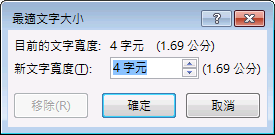 最適文字大小
目前的文字寬度: 4 字元 (1.69 公分)
新文字寬度(T): 4 字元 (1.69 公分)
移除(R) 確定 取消